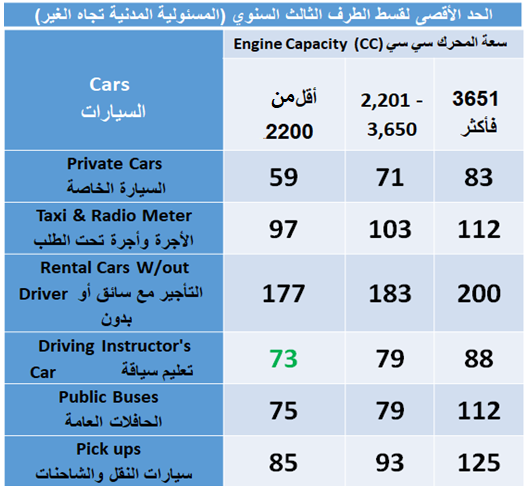 الحد الأقصى لقسط الطرف الثالث السنوي (المسئولية المدنية تجاه الغير)
Cars
السيارات
Engine Capacity (CC) سعة المحرك سي سي
أقل من
2200
2,201 -
3,650
3651
فأكثر
Private Cars
السيارة الخاصة
59 71 83
Taxi & Radio Meter
الأجرة وأجرة تحت الطلب
97 103 112
Rental Cars W/out
Driver التأجير مع سائق أو
بدون
177 183 200
Driving Instructor's
Car تعليم سياقة
73 79 88
Public Buses
الحافلات العامة
75 79 112
Pick ups
سيارات النقل والشاحنات
85 93 125